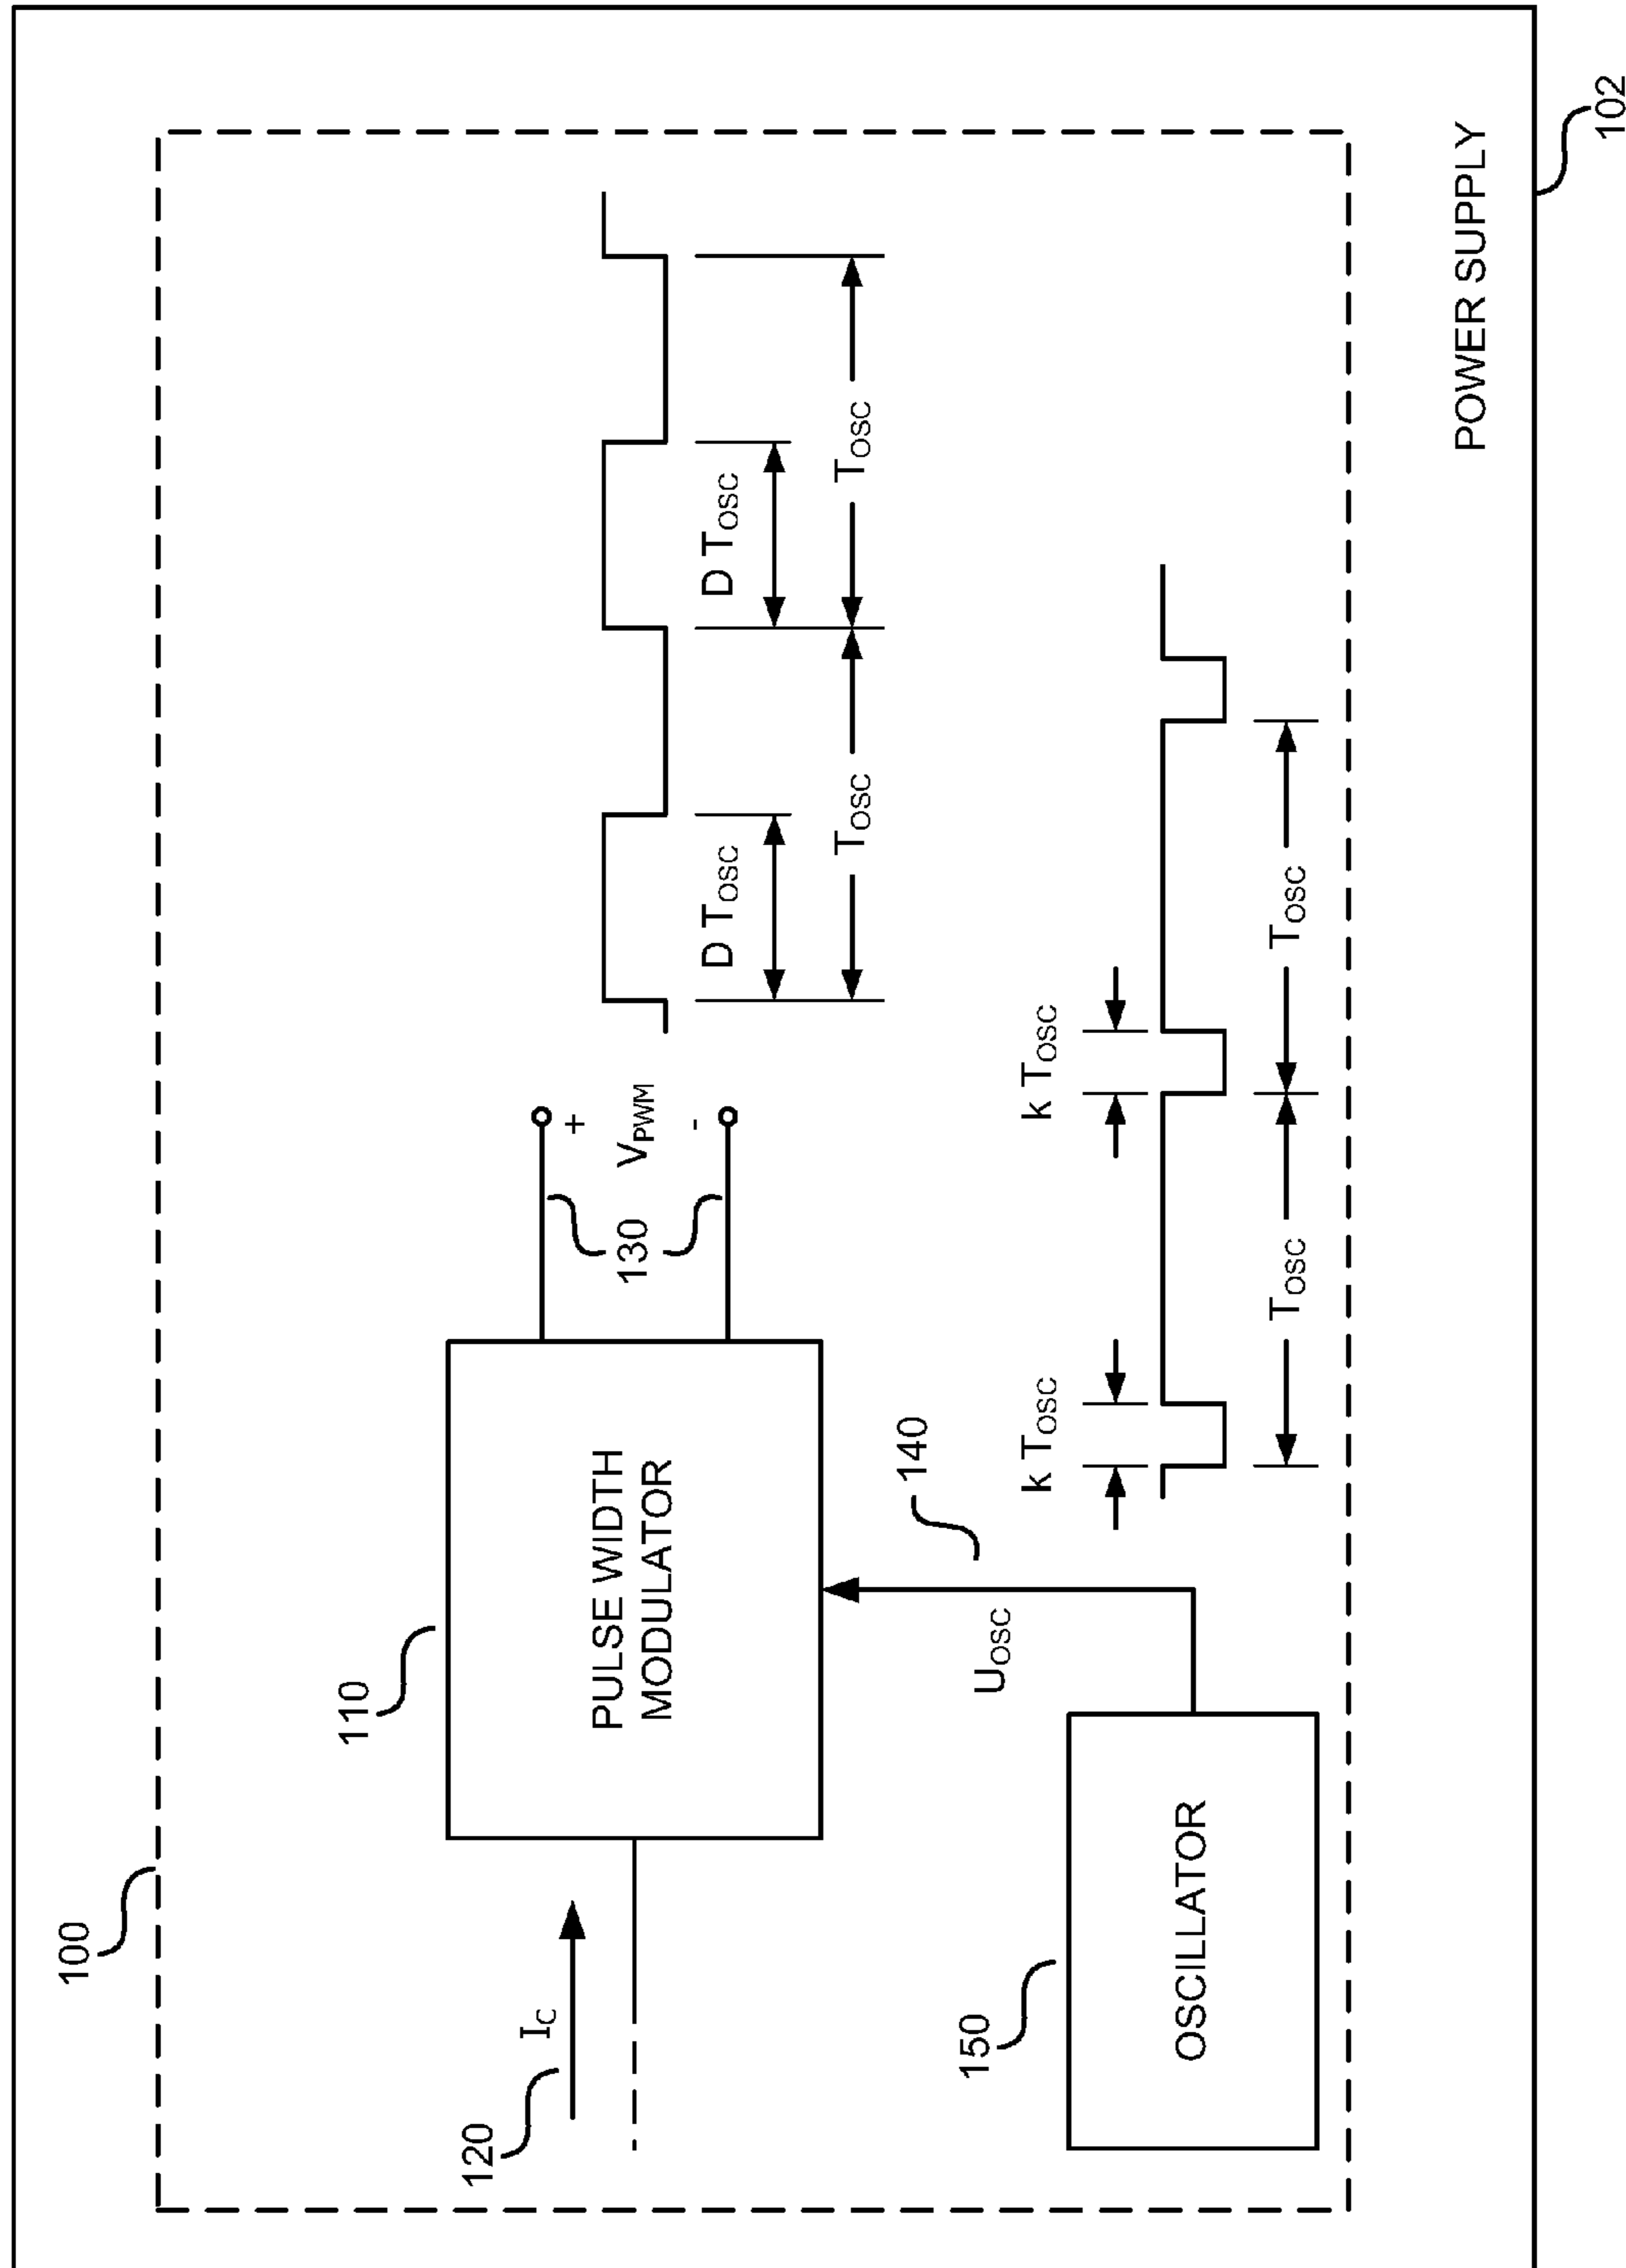 100
110
PULSE WIDTH
MODULATOR
120
I_C
130
+
V_PWM
-
D T_OSC
D T_OSC
T_OSC
T_OSC
140
U_OSC
150
OSCILLATOR
k T_OSC
k T_OSC
T_OSC
T_OSC
POWER SUPPLY
102